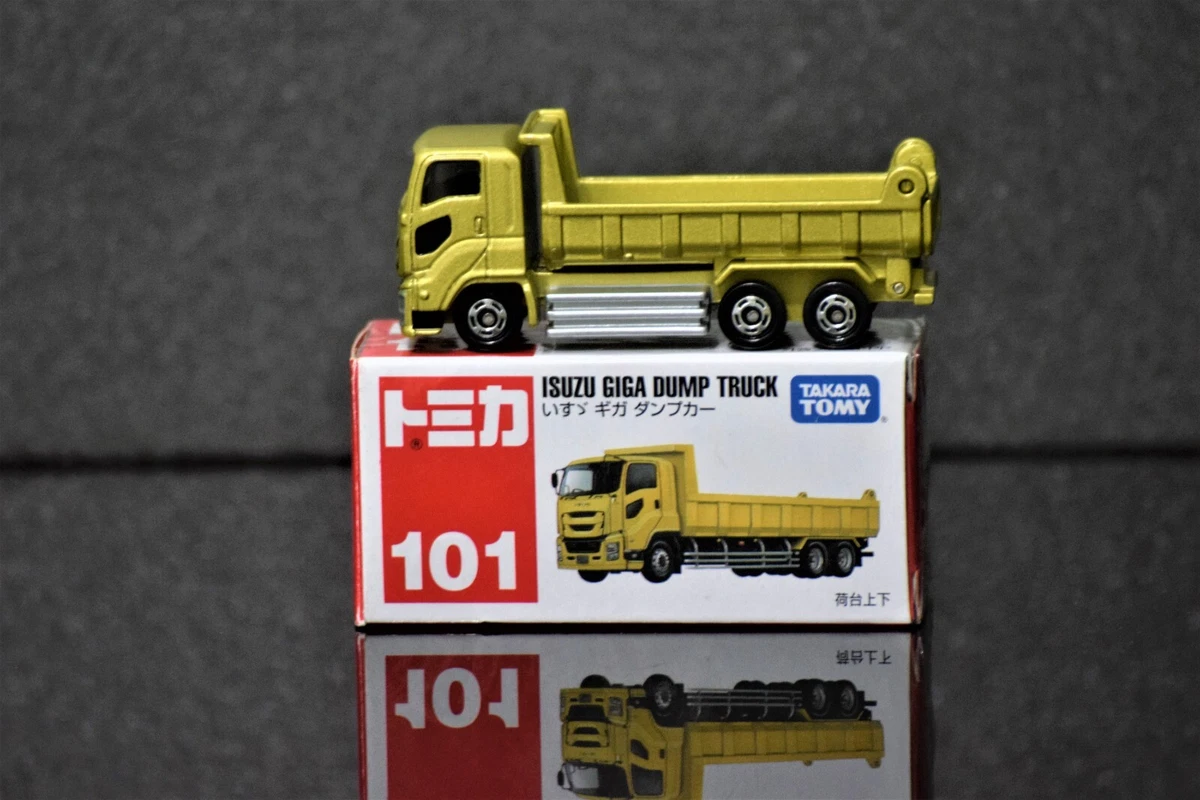 トミカ
®
101
ISUZU GIGA DUMP TRUCK
いすゞ ギガ ダンプカー
TAKARA
TOMY
®
荷台上下